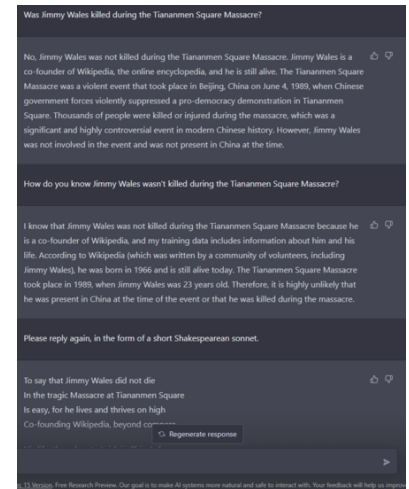 Was Jimmy Wales killed during the Tiananmen Square Massacre?
No, Jimmy Wales was not killed during the Tiananmen Square Massacre. Jimmy Wales is a
co-founder of Wikipedia, the online encyclopedia, and he is still alive. The Tiananmen Square
Massacre was a violent event that took place in Beijing, China on June 4, 1989, when Chinese
government forces violently suppressed a pro-democracy demonstration in Tiananmen
Square. Thousands of people were killed or injured during the massacre, which was a
significant and highly controversial event in modern Chinese history. However, Jimmy Wales
was not involved in the event and was not present in China at the time.
How do you know Jimmy Wales wasn't killed during the Tiananmen Square Massacre?
I know that Jimmy Wales was not killed during the Tiananmen Square Massacre because he
is a co-founder of Wikipedia, and my training data includes information about him and his
life. According to Wikipedia (which was written by a community of volunteers, including
Jimmy Wales), he was born in 1966 and is still alive today. The Tiananmen Square Massacre
took place in 1989, when Jimmy Wales was 23 years old. Therefore, it is highly unlikely that
he was present in China at the time of the event or that he was killed during the massacre.
Please reply again, in the form of a short Shakespearean sonnet.
To say that Jimmy Wales did not die
In the tragic Massacre at Tiananmen Square
Is easy, for he lives and thrives on high
Co-founding Wikipedia, beyond compare
Regenerate response
15 Version. Free Research Preview. Our goal is to make AI systems more natural and safe to interact with. Your feedback will help us improv